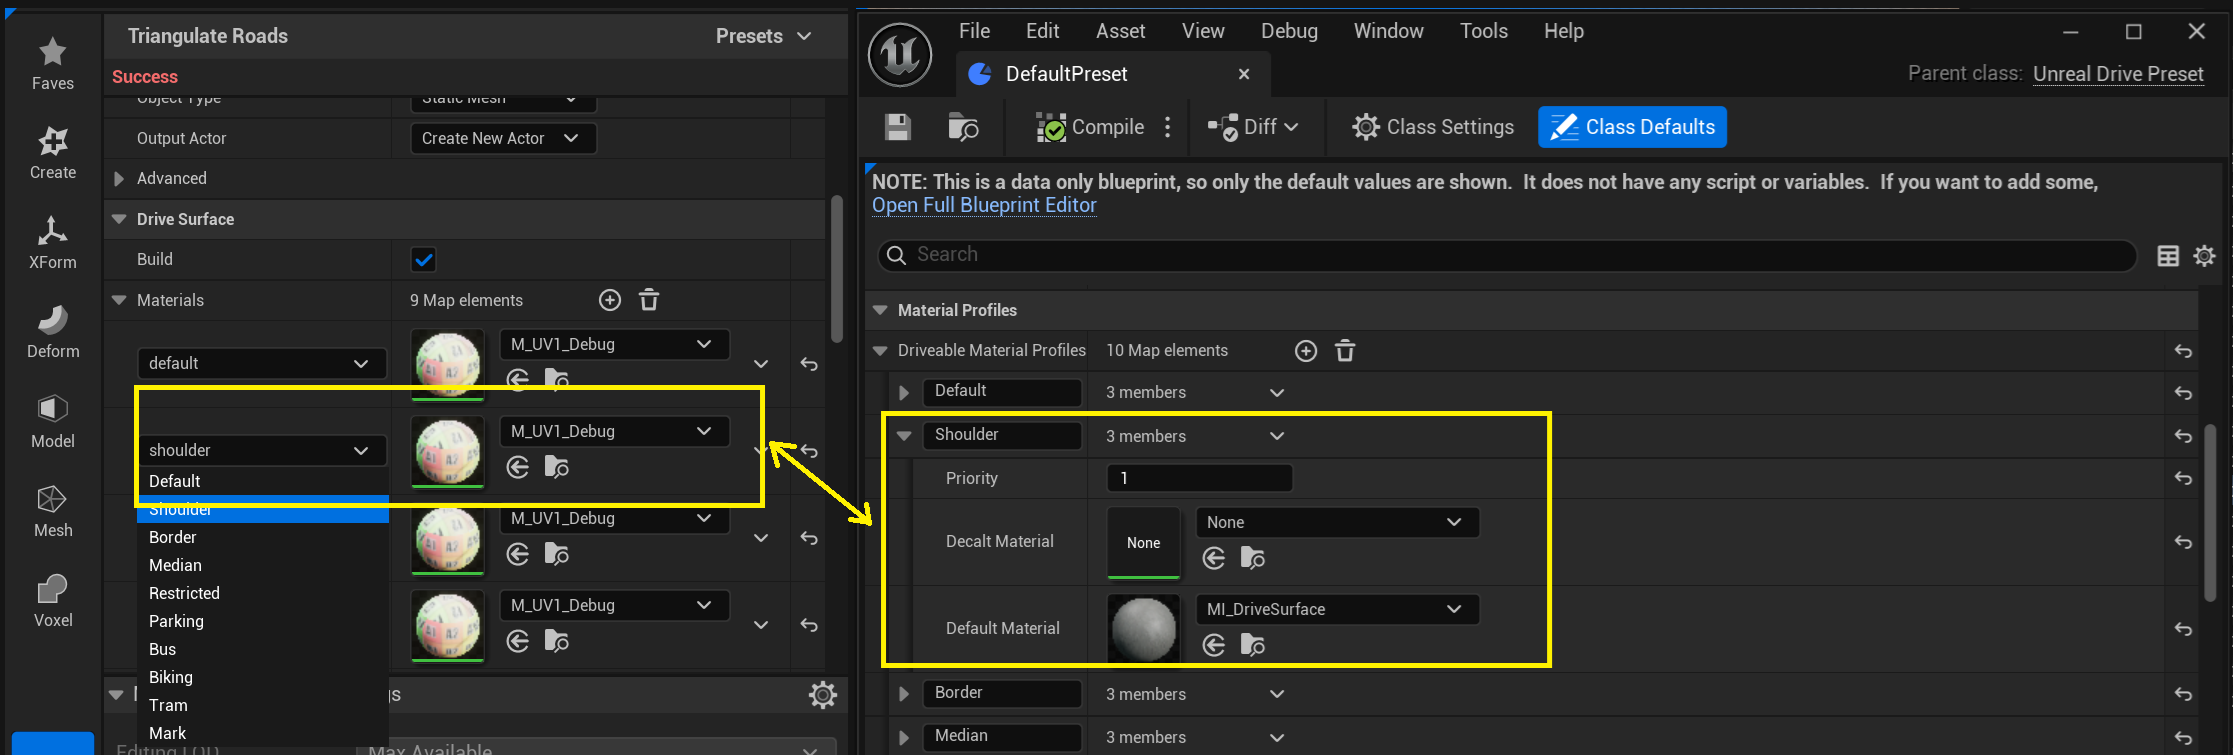 Triangulate Roads
Presets
Success
Object Type
Static Mesh
Output Actor
Create New Actor
Advanced
Drive Surface
Build
Materials
9 Map elements
default
M_UV1_Debug
shoulder
M_UV1_Debug
Default
Shoulder
M_UV1_Debug
Border
Median
Restricted
M_UV1_Debug
Parking
Bus
Biking
Tram
Mark
Editing LOD
Max Available
Faves
Create
XForm
Deform
Model
Mesh
Voxel
File
Edit
Asset
View
Debug
Window
Tools
Help
DefaultPreset
Parent class: Unreal Drive Preset
Compile
Diff
Class Settings
Class Defaults
NOTE: This is a data only blueprint, so only the default values are shown.  It does not have any script or variables.  If you want to add some,
Open Full Blueprint Editor
Search
Material Profiles
Driveable Material Profiles
10 Map elements
Default
3 members
Shoulder
3 members
Priority
1
Decalt Material
None
None
Default Material
MI_DriveSurface
Border
3 members
Median
3 members